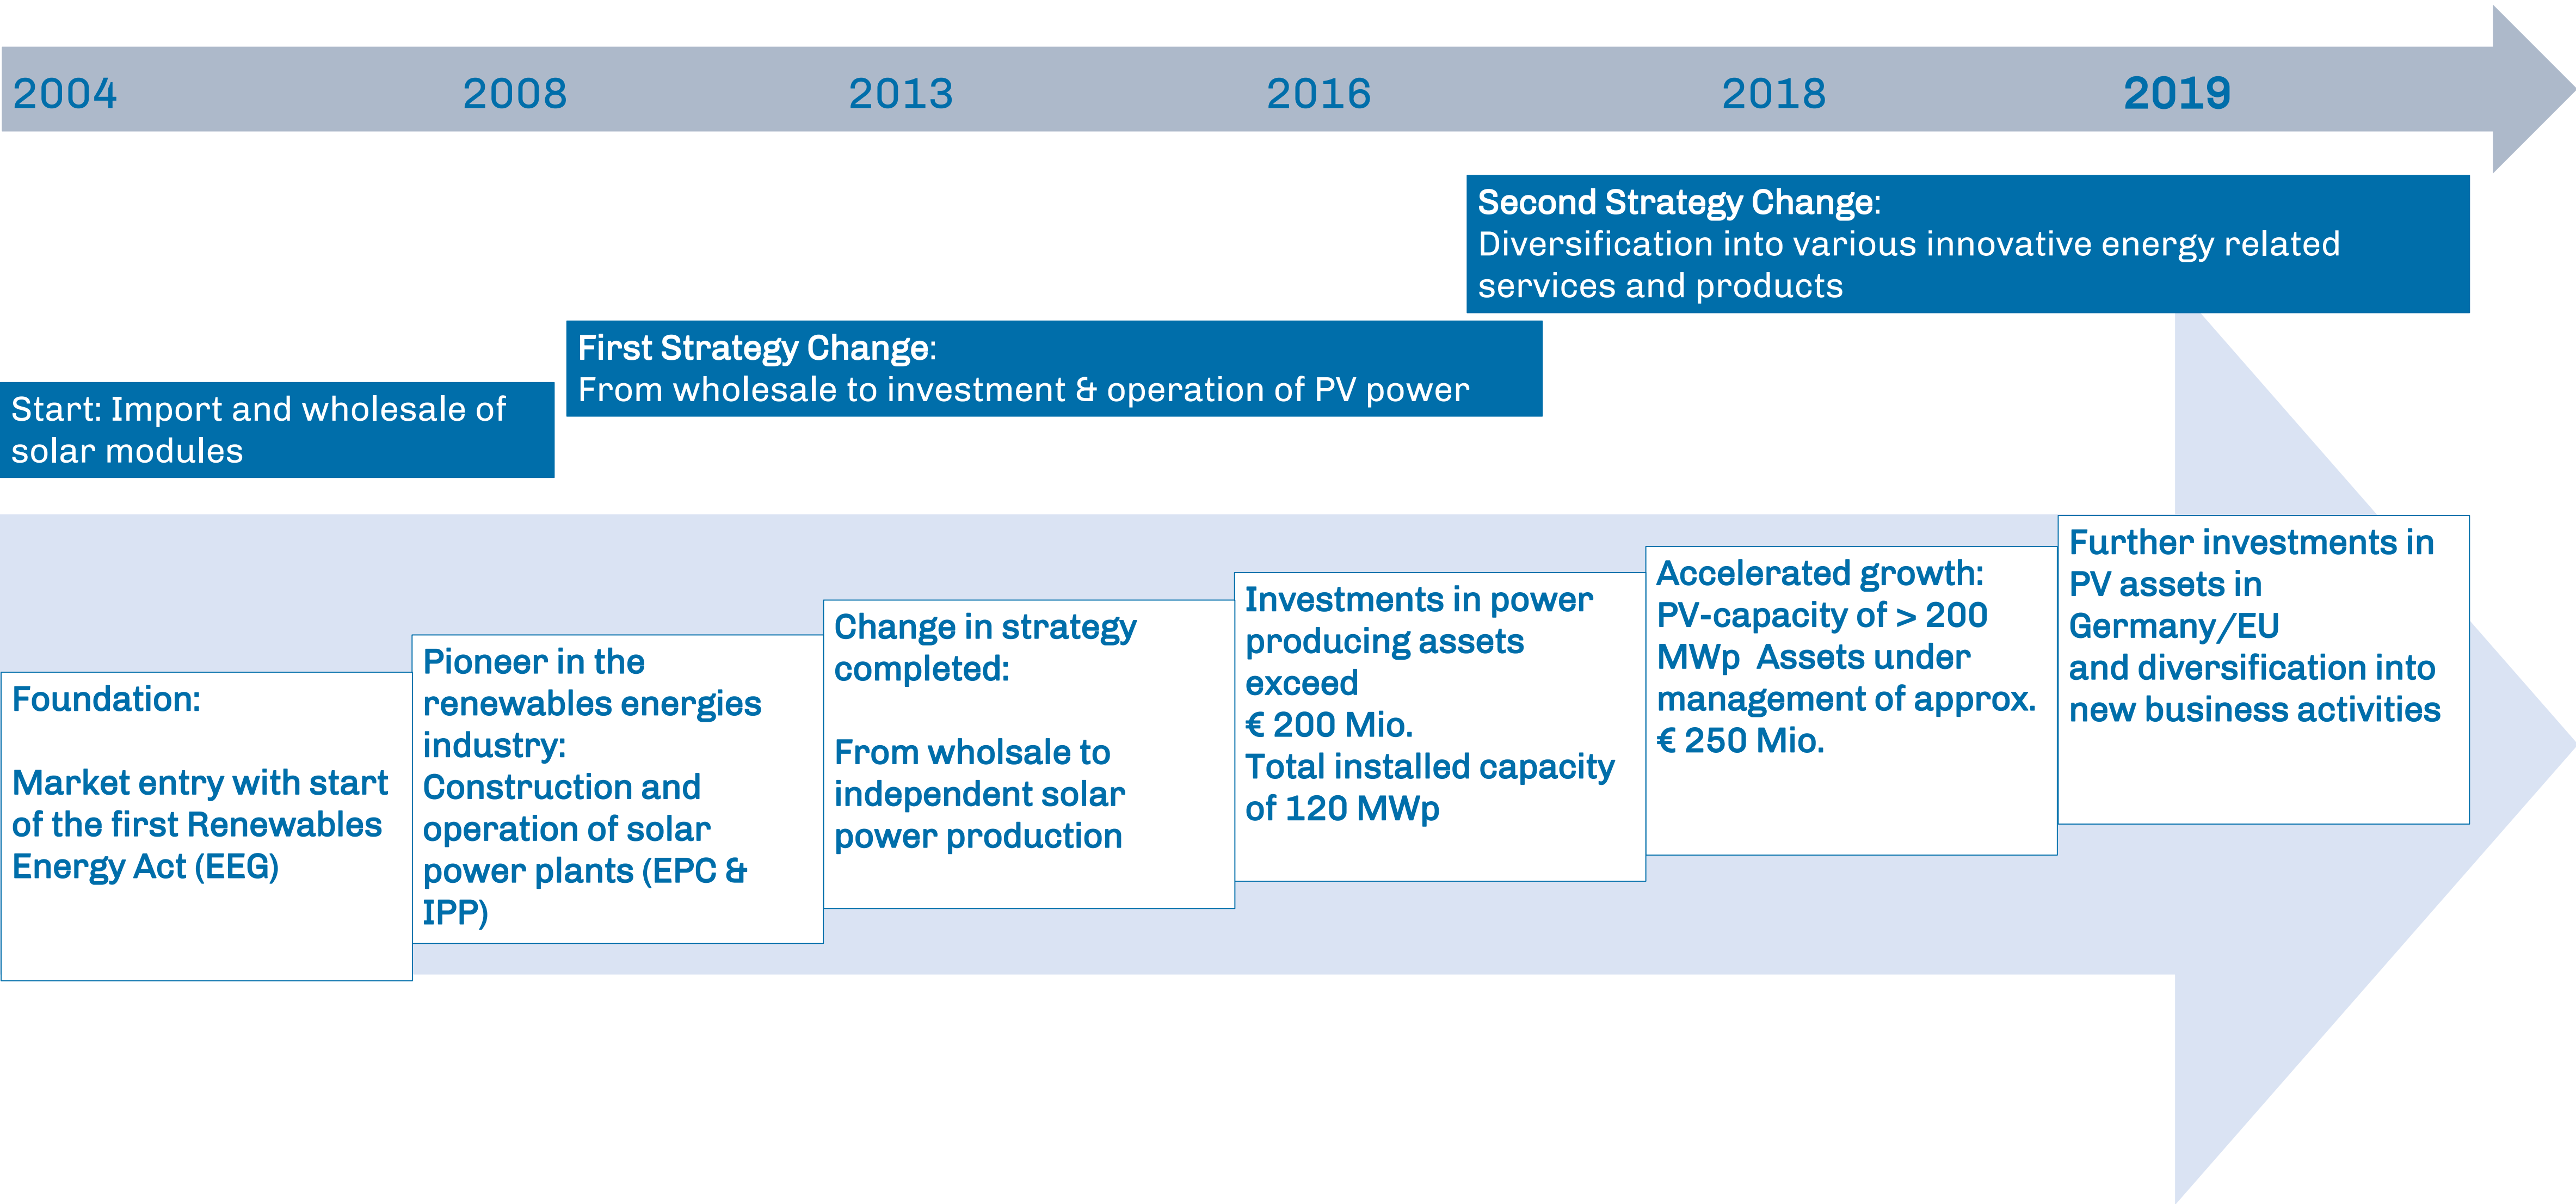 2004 2008 2013 2016 2018 2019
Second Strategy Change:
Diversification into various innovative energy related
services and products
First Strategy Change:
From wholesale to investment & operation of PV power
Start: Import and wholesale of
solar modules
Foundation:
Market entry with start
of the first Renewables
Energy Act (EEG)
Pioneer in the
renewables energies
industry:
Construction and
operation of solar
power plants (EPC &
IPP)
Change in strategy
completed:
From wholsale to
independent solar
power production
Investments in power
producing assets
exceed
€ 200 Mio.
Total installed capacity
of 120 MWp
Accelerated growth:
PV-capacity of > 200
MWp  Assets under
management of approx.
€ 250 Mio.
Further investments in
PV assets in
Germany/EU
and diversification into
new business activities